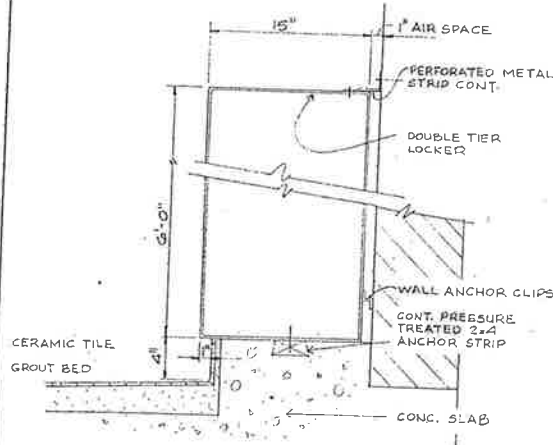 15"
1" AIR SPACE
PERFORATED METAL
STRIP CONT.
DOUBLE TIER
LOCKER
6'-0"
WALL ANCHOR CLIPS
CONT. PRESSURE
TREATED 2x4
ANCHOR STRIP
CERAMIC TILE
GROUT BED
4"
CONC. SLAB